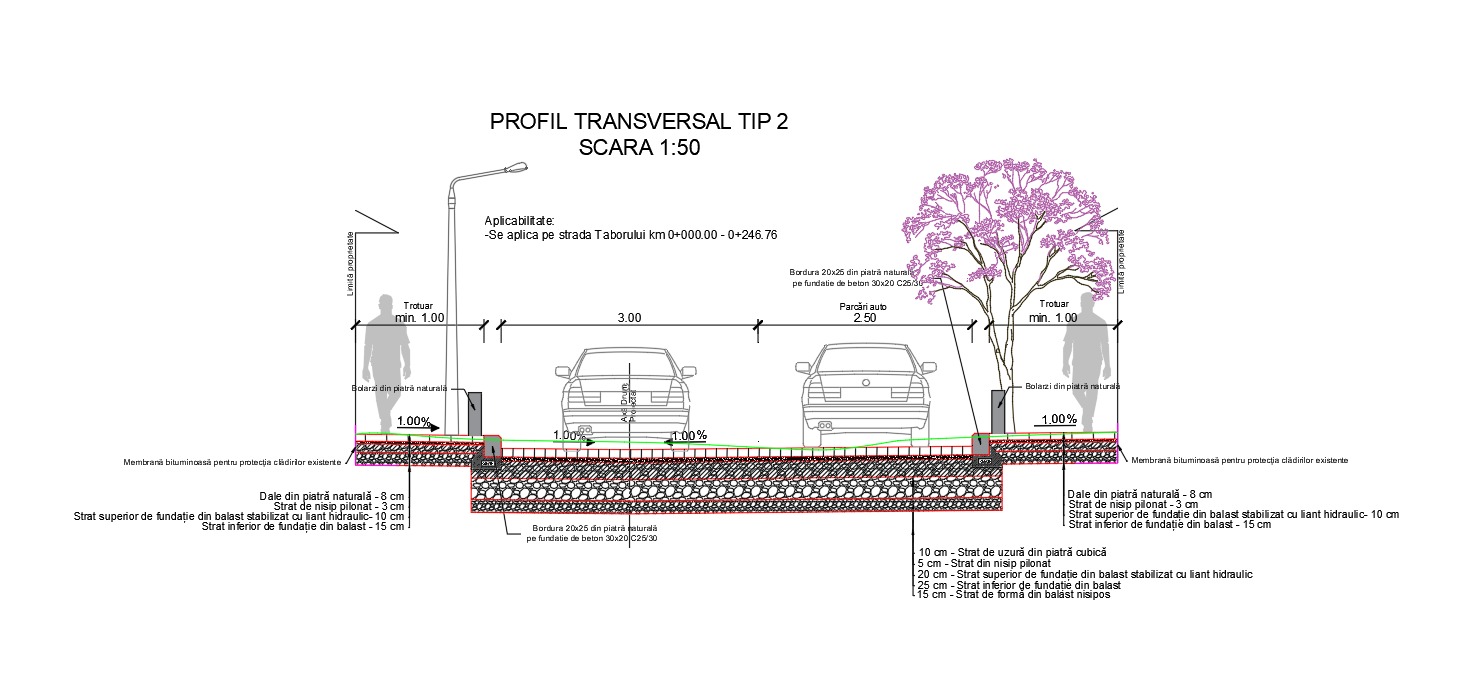 PROFIL TRANSVERSAL TIP 2
SCARA 1:50
Aplicabilitate:
-Se aplica pe strada Taborului km 0+000.00 - 0+246.76
Limită proprietate
Limită proprietate
Bordura 20x25 din piatră naturală
pe fundatie de beton 30x20 C25/30
Trotuar
min. 1.00
3.00
Parcări auto
2.50
Trotuar
min. 1.00
Bolarzi din piatră naturală
Axă Drum
Proiectat
Bolarzi din piatră naturală
1.00%
1.00%
1.00%
1.00%
Membrană bituminoasă pentru protecția clădirilor existente
Membrană bituminoasă pentru protecția clădirilor existente
Dale din piatră naturală - 8 cm
Strat de nisip pilonat - 3 cm
Strat superior de fundație din balast stabilizat cu liant hidraulic- 10 cm
Strat inferior de fundație din balast - 15 cm
Dale din piatră naturală - 8 cm
Strat de nisip pilonat - 3 cm
Strat superior de fundație din balast stabilizat cu liant hidraulic- 10 cm
Strat inferior de fundație din balast - 15 cm
Bordura 20x25 din piatră naturală
pe fundatie de beton 30x20 C25/30
10 cm - Strat de uzură din piatră cubică
5 cm - Strat din nisip pilonat
20 cm - Strat superior de fundație din balast stabilizat cu liant hidraulic
25 cm - Strat inferior de fundație din balast
15 cm - Strat de formă din balast nisipos